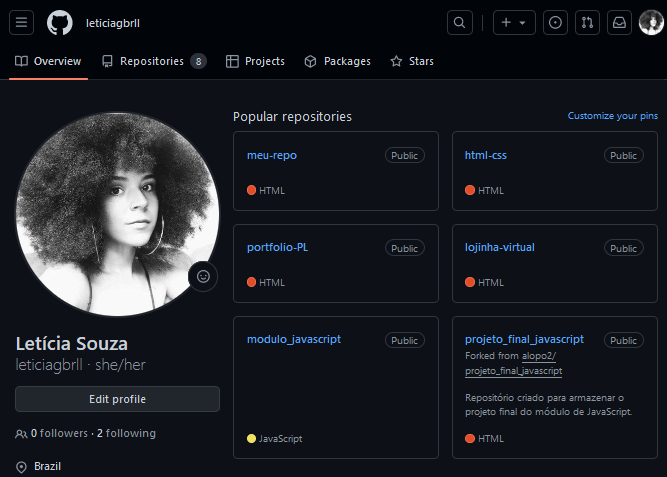 leticiagbrll
Overview
Repositories 8
Projects
Packages
Stars
Popular repositories
Customize your pins
meu-repo
Public
HTML
html-css
Public
HTML
portfolio-PL
Public
HTML
lojinha-virtual
Public
HTML
modulo_javascript
Public
JavaScript
projeto_final_javascript
Public
Forked from alopo2/
projeto_final_javascript
Repositório criado para armazenar o
projeto final do módulo de JavaScript.
HTML
Letícia Souza
leticiagbrll · she/her
Edit profile
0 followers · 2 following
Brazil